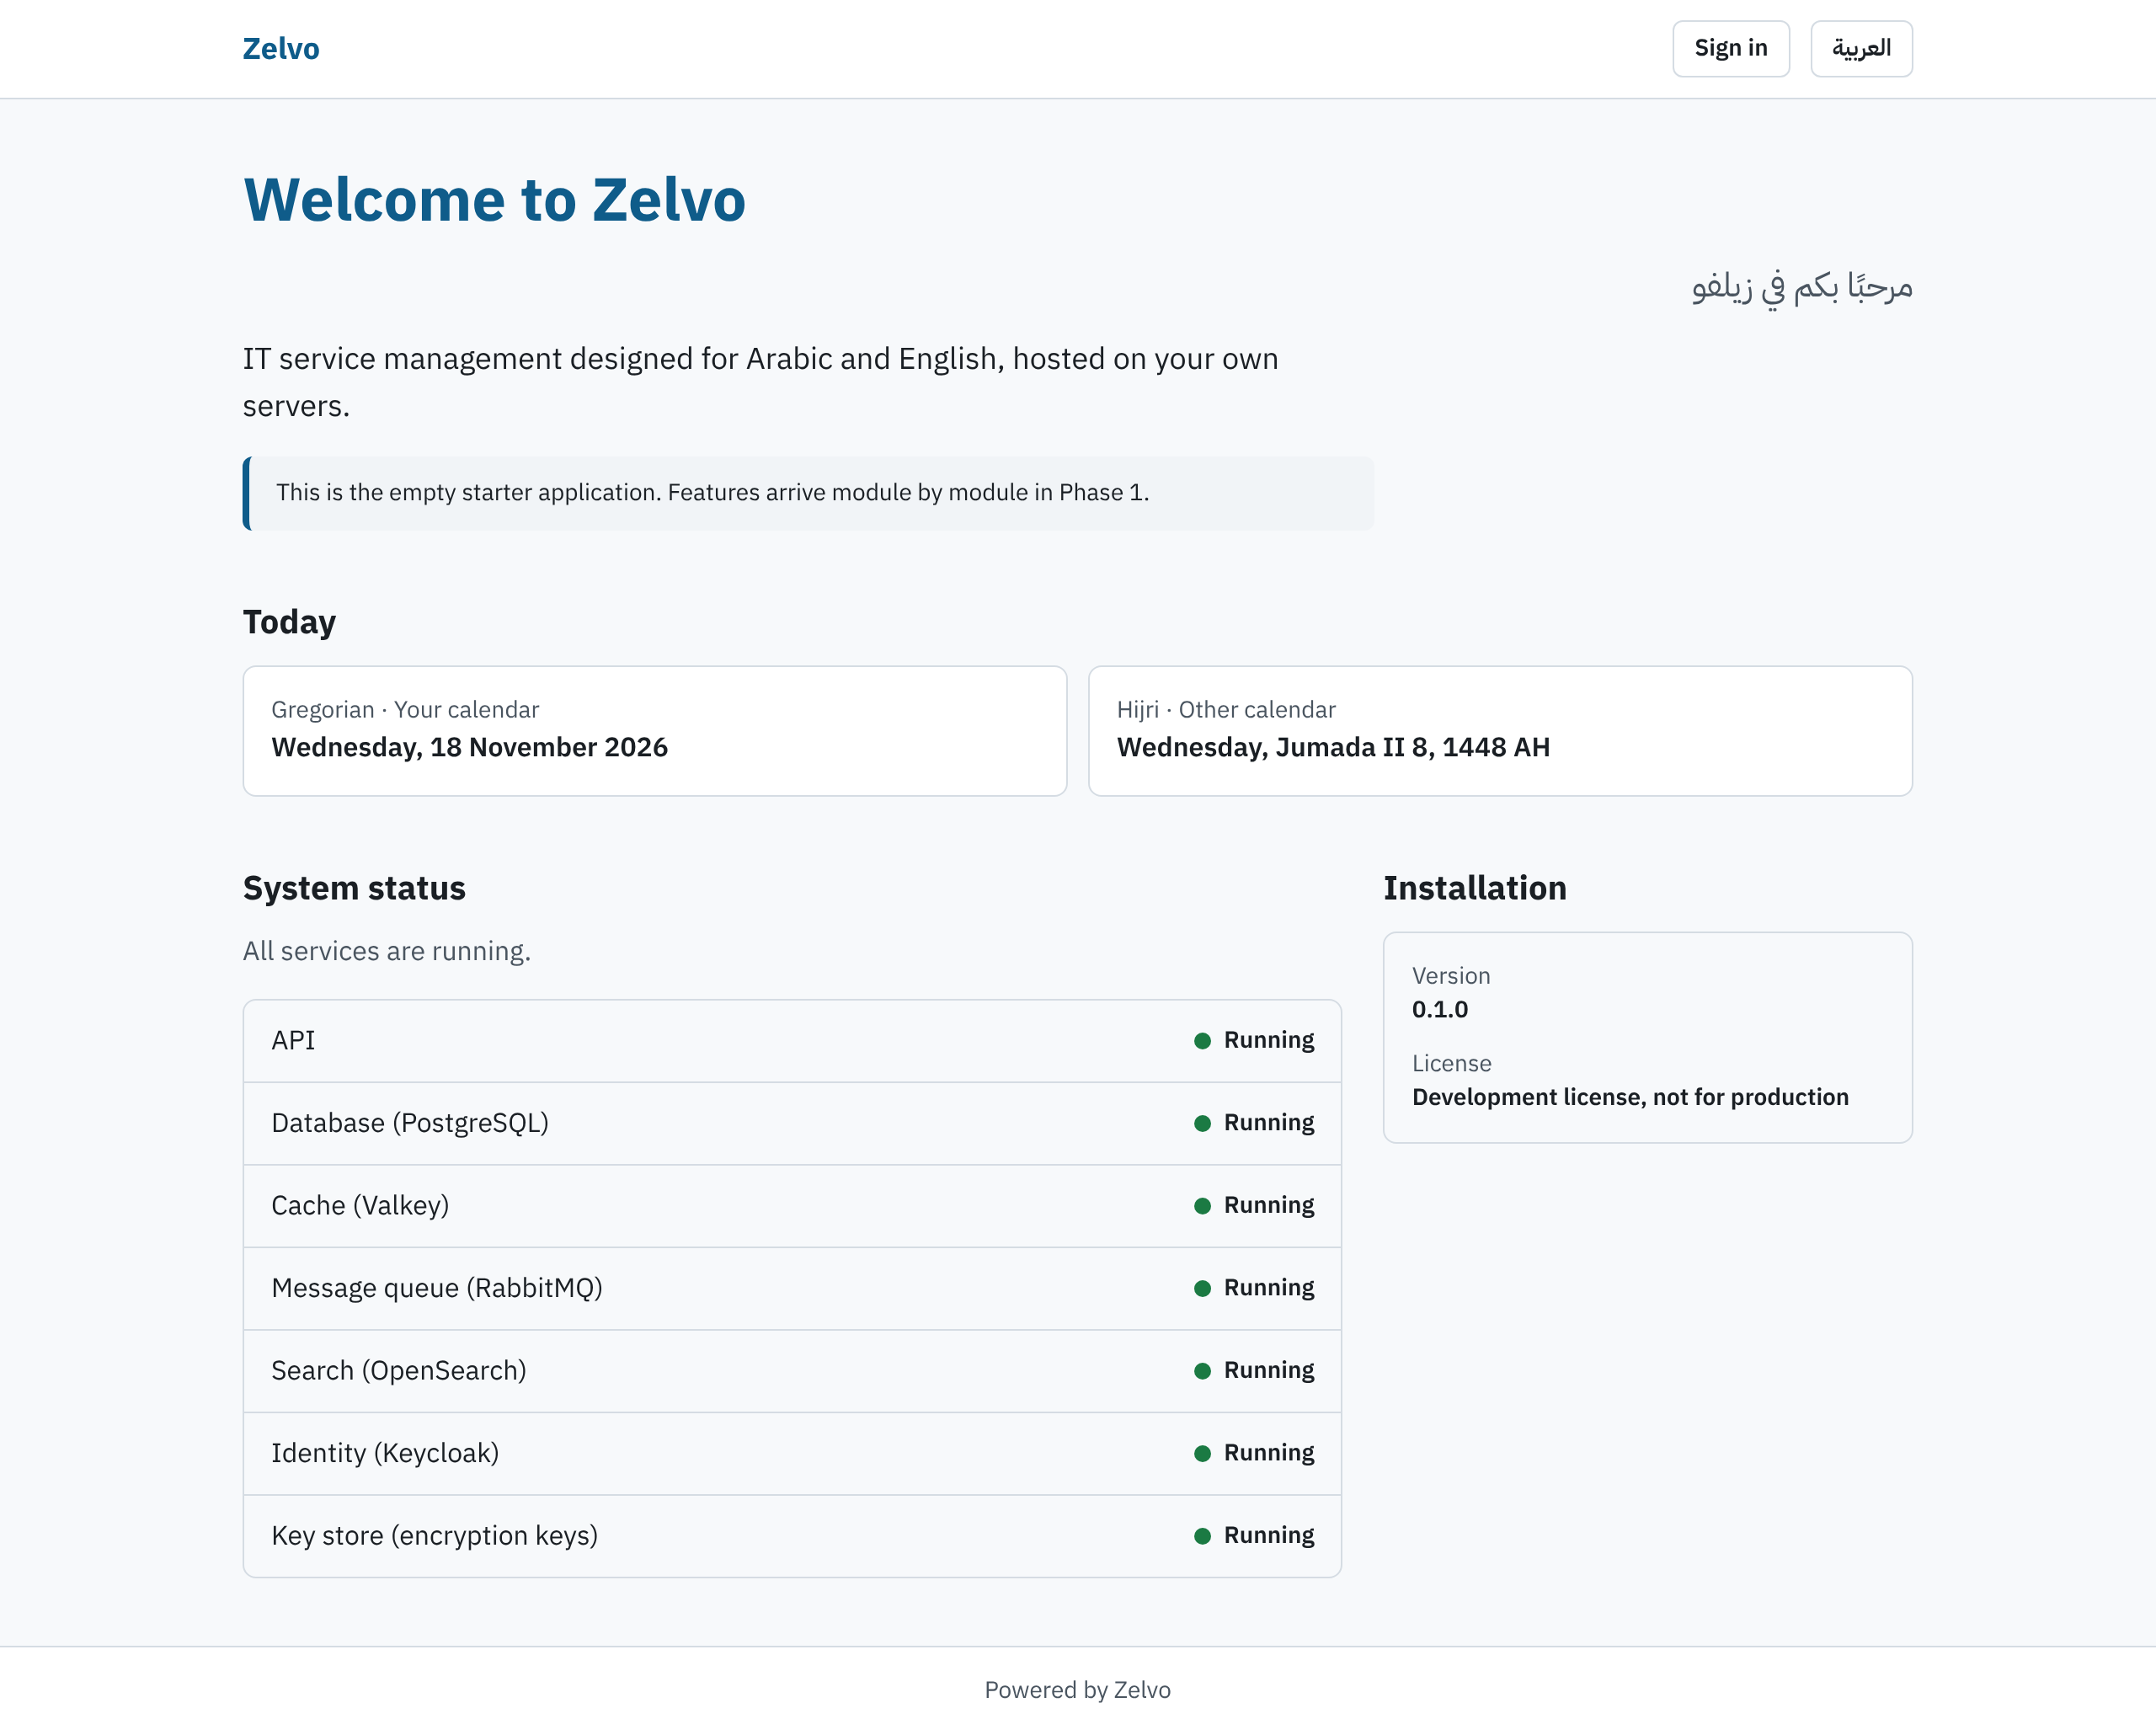 Zelvo
Sign in
العربية
Welcome to Zelvo
مرحبًا بكم في زيلفو
IT service management designed for Arabic and English, hosted on your own
servers.
This is the empty starter application. Features arrive module by module in Phase 1.
Today
Gregorian · Your calendar
Wednesday, 18 November 2026
Hijri · Other calendar
Wednesday, Jumada II 8, 1448 AH
System status
All services are running.
API
Running
Database (PostgreSQL)
Running
Cache (Valkey)
Running
Message queue (RabbitMQ)
Running
Search (OpenSearch)
Running
Identity (Keycloak)
Running
Key store (encryption keys)
Running
Installation
Version
0.1.0
License
Development license, not for production
Powered by Zelvo